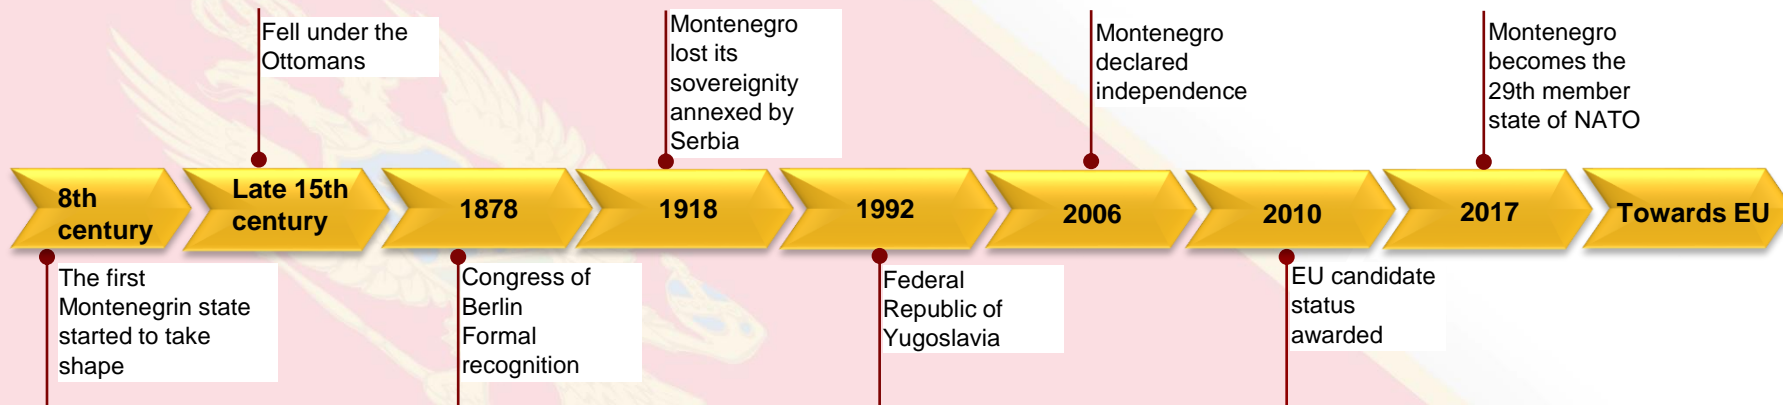 Fell under the
Ottomans
Montenegro
lost its
sovereignity
annexed by
Serbia
Montenegro
declared
independence
Montenegro
becomes the
29th member
state of NATO
8th
century
Late 15th
century
1878
1918
1992
2006
2010
2017
Towards EU
The first
Montenegrin state
started to take
shape
Congress of
Berlin
Formal
recognition
Federal
Republic of
Yugoslavia
EU candidate
status
awarded